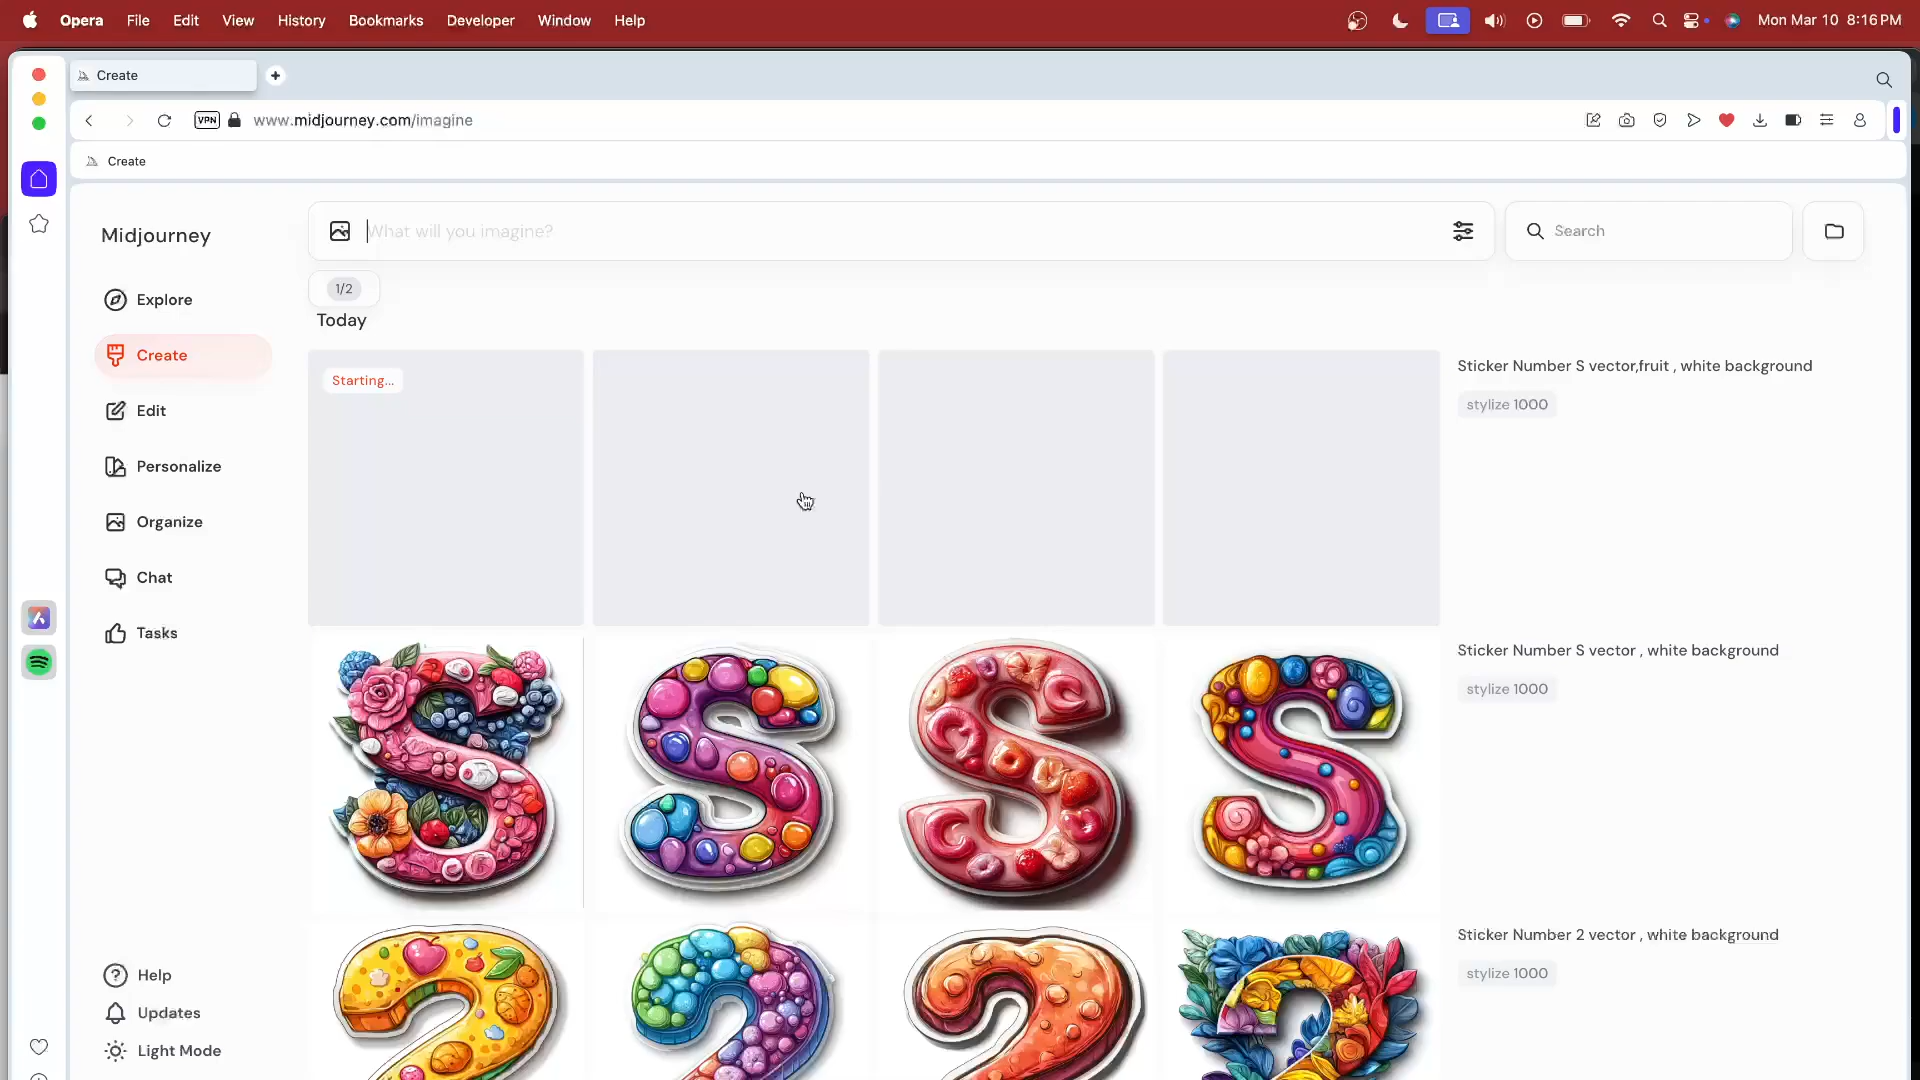 Opera File Edit View History Bookmarks Developer Window Help Mon Mar 10 8:16 PM
Create
VPN www.midjourney.com/imagine
Create
Midjourney
What will you imagine?
Search
1/2
Today
Explore
Create
Edit
Personalize
Organize
Chat
Tasks
Starting...
Sticker Number S vector,fruit , white background
stylize 1000
Sticker Number S vector , white background
stylize 1000
Sticker Number 2 vector , white background
stylize 1000
Help
Updates
Light Mode